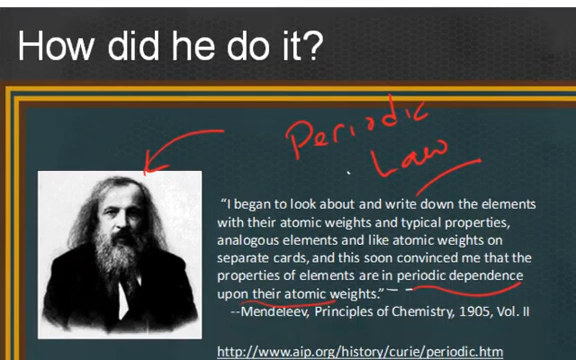 How did he do it?
Periodic
Law
“I began to look about and write down the elements
with their atomic weights and typical properties,
analogous elements and like atomic weights on
separate cards, and this soon convinced me that the
properties of elements are in periodic dependence
upon their atomic weights.”
--Mendeleev, Principles of Chemistry, 1905, Vol. II
http://www.aip.org/history/curie/periodic.htm